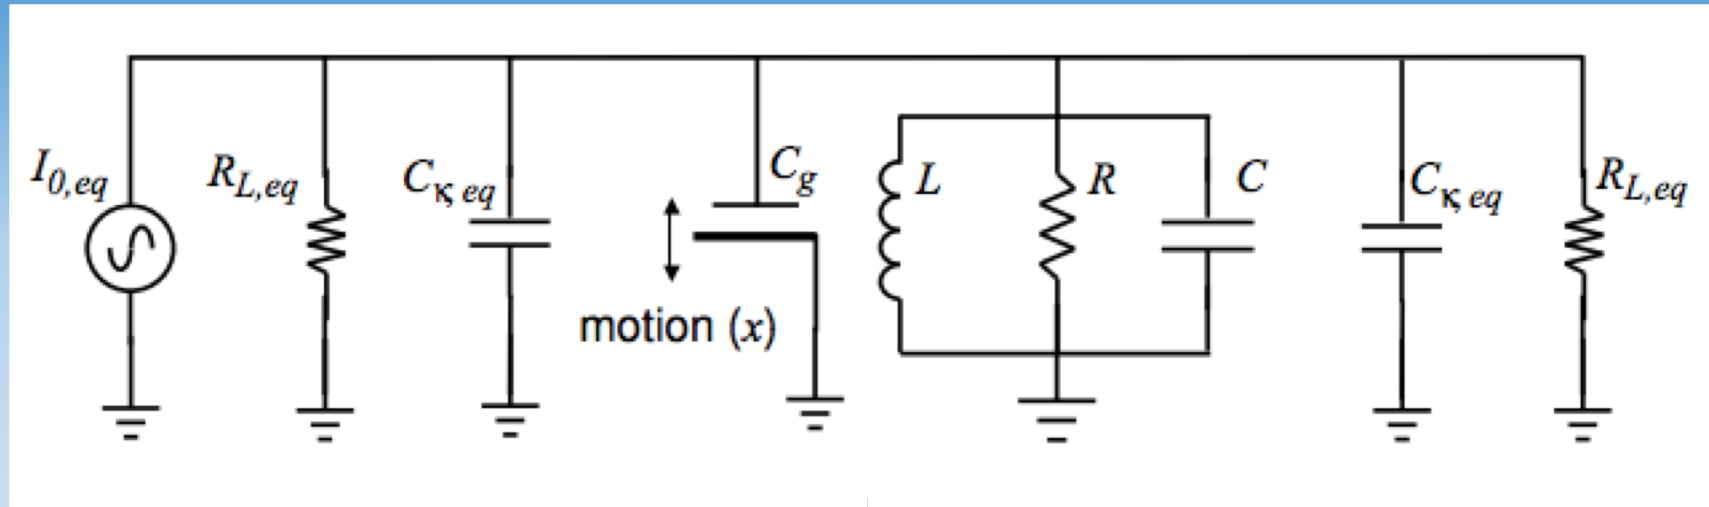 I0,eq
RL,eq
Cκ, eq
Cg
L
R
C
Cκ, eq
RL,eq
motion (x)